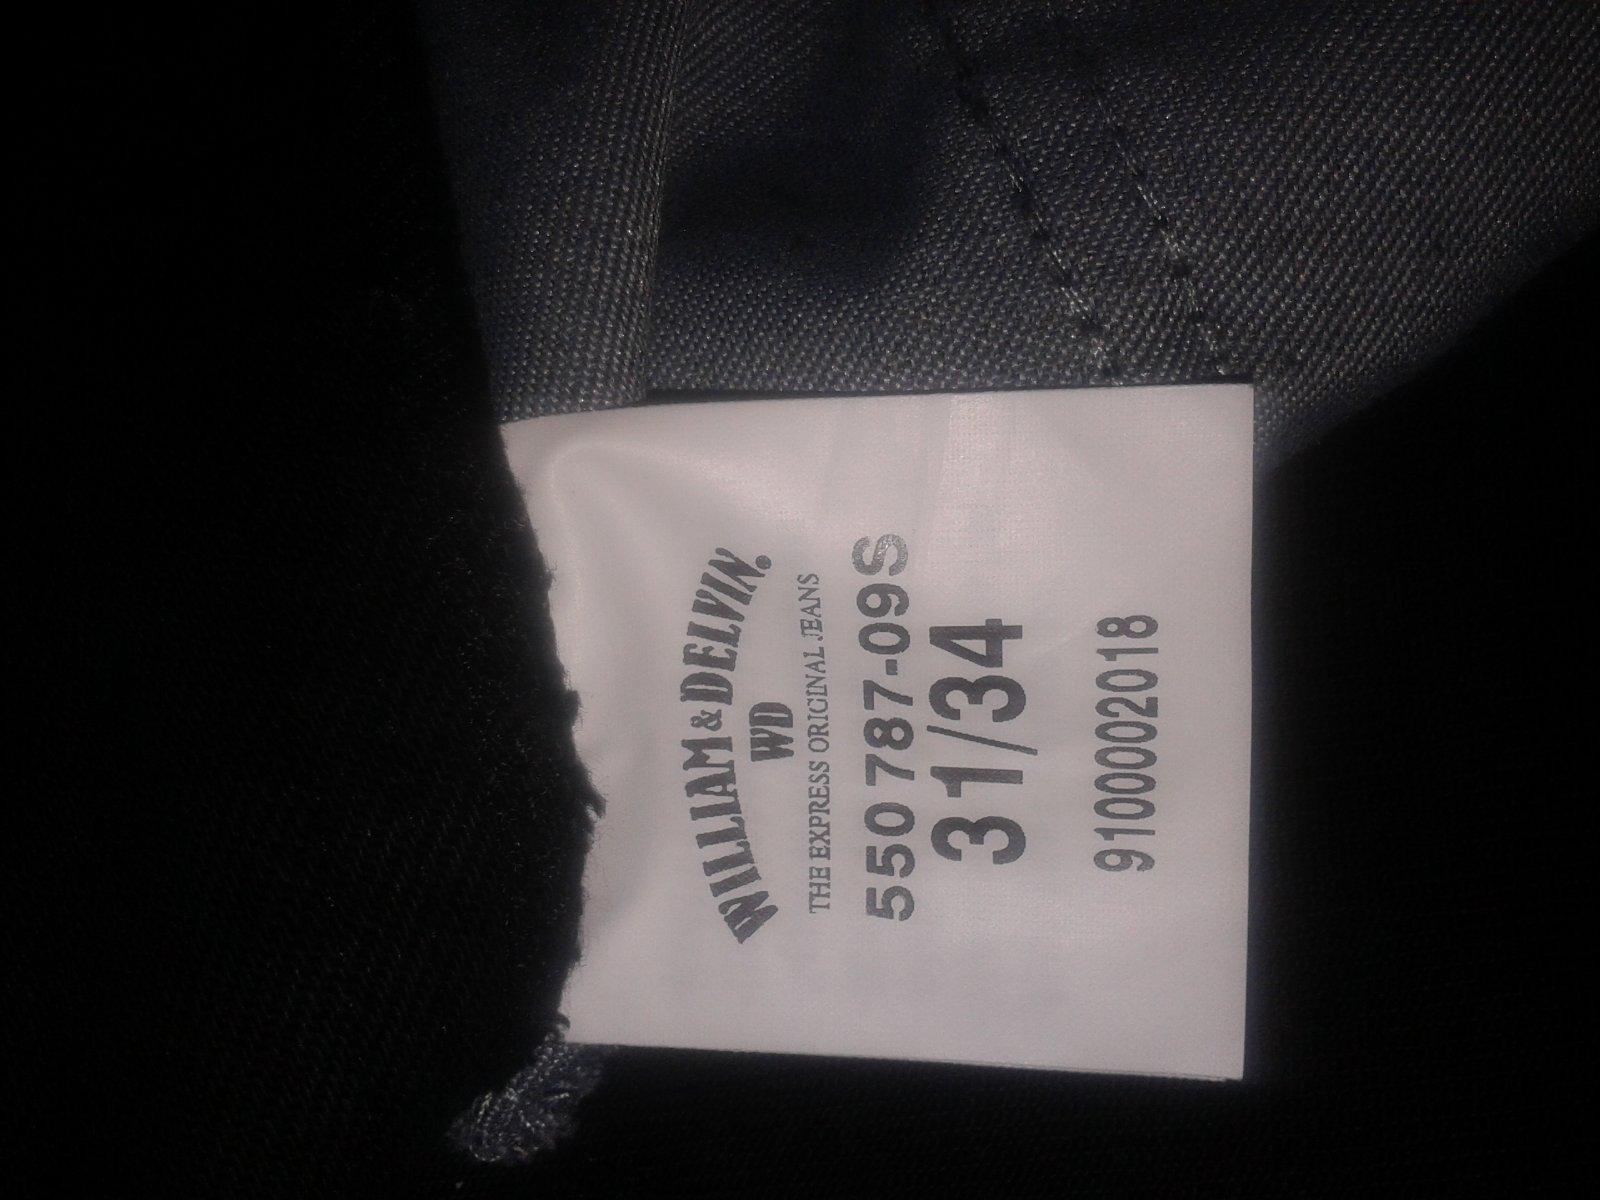 WILLIAM & DELVIN.
WD
THE EXPRESS ORIGINAL JEANS
550 787-09S
31/34
9100002018